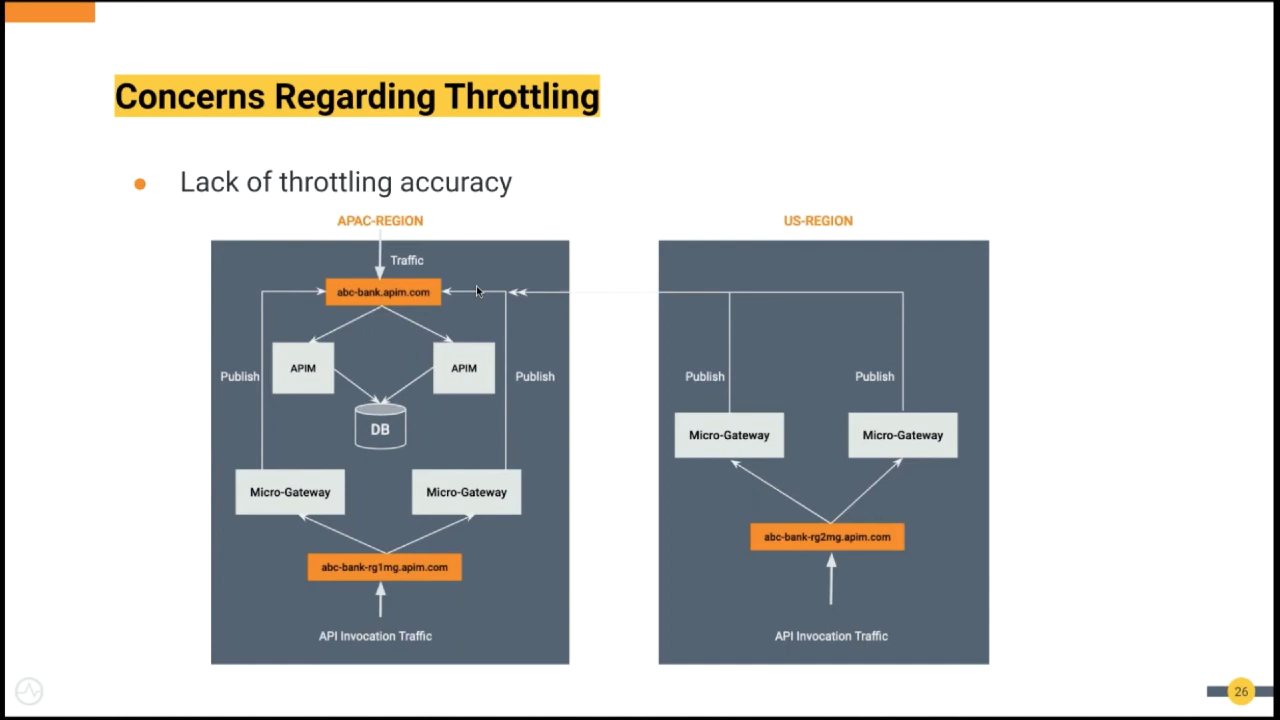 Concerns Regarding Throttling
● Lack of throttling accuracy
APAC-REGION
Traffic
abc-bank.apim.com
APIM
APIM
Publish
Publish
DB
Micro-Gateway
Micro-Gateway
abc-bank-rg1mg.apim.com
API Invocation Traffic
US-REGION
Publish
Publish
Micro-Gateway
Micro-Gateway
abc-bank-rg2mg.apim.com
API Invocation Traffic
26